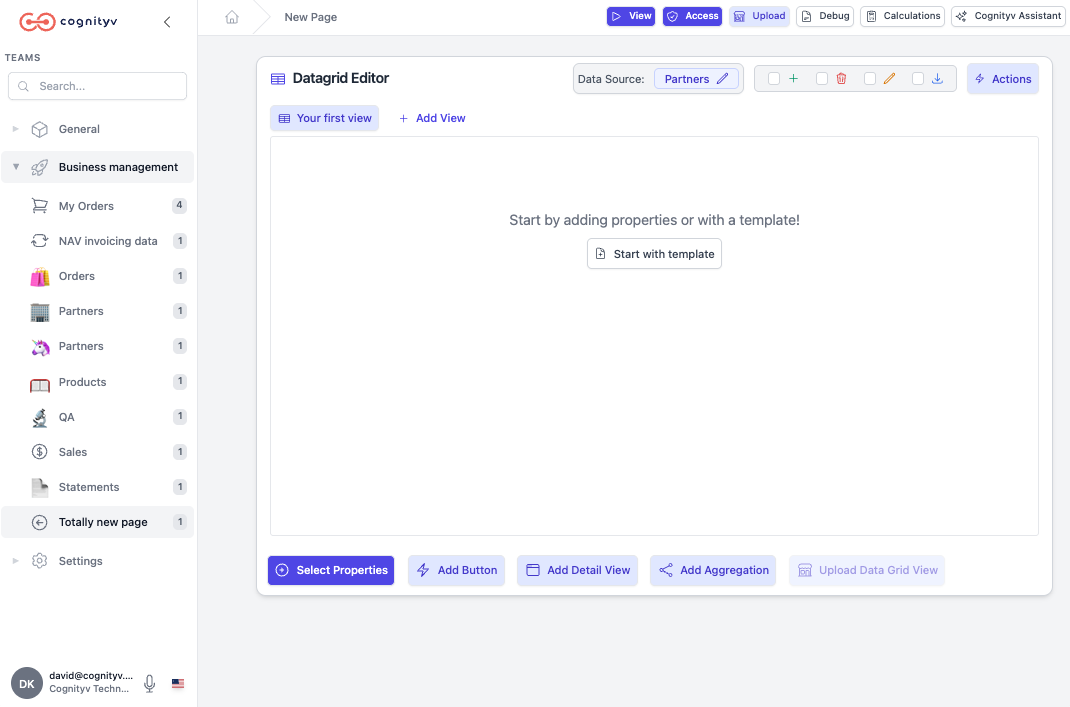 cognityv
TEAMS
Search...
General
Business management
My Orders 4
NAV invoicing data 1
Orders 1
Partners 1
Partners 1
Products 1
QA 1
Sales 1
Statements 1
Totally new page 1
Settings
DK
david@cognityv....
Cognityv Techn...
New Page
View Access Upload Debug Calculations Cognityv Assistant
Datagrid Editor
Data Source: Partners
Actions
Your first view + Add View
Start by adding properties or with a template!
Start with template
Select Properties Add Button Add Detail View Add Aggregation Upload Data Grid View